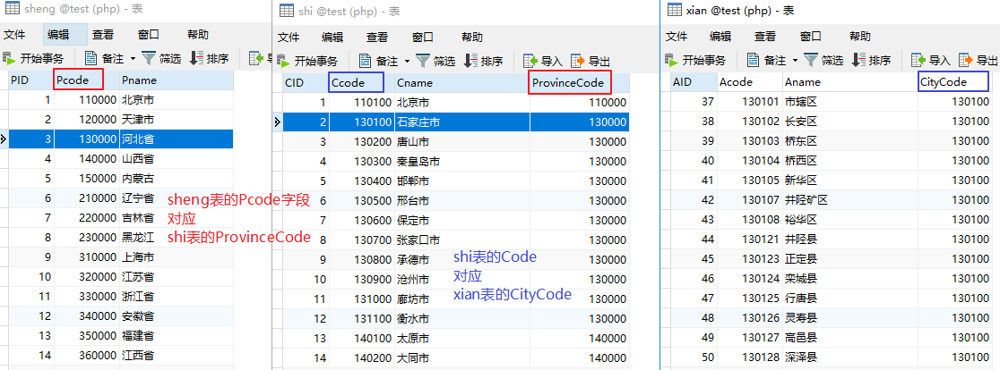 sheng @test (php) - 表
文件 编辑 查看 窗口 帮助
开始事务 备注 筛选 排序 导
PID Pcode Pname
1 110000 北京市
2 120000 天津市
3 130000 河北省
4 140000 山西省
5 150000 内蒙古
6 210000 辽宁省
7 220000 吉林省
8 230000 黑龙江
9 310000 上海市
10 320000 江苏省
11 330000 浙江省
12 340000 安徽省
13 350000 福建省
14 360000 江西省
sheng表的Pcode字段
对应
shi表的ProvinceCode
shi @test (php) - 表
文件 编辑 查看 窗口 帮助
开始事务 备注 筛选 排序 导入 导出
CID Ccode Cname ProvinceCode
1 110100 北京市 110000
2 130100 石家庄市 130000
3 130200 唐山市 130000
4 130300 秦皇岛市 130000
5 130400 邯郸市 130000
6 130500 邢台市 130000
7 130600 保定市 130000
8 130700 张家口市 130000
9 130800 承德市 130000
10 130900 沧州市 130000
11 131000 廊坊市 130000
12 131100 衡水市 130000
13 140100 太原市 140000
14 140200 大同市 140000
shi表的Code
对应
xian表的CityCode
xian @test (php) - 表
文件 编辑 查看 窗口 帮助
开始事务 备注 筛选 排序 导入 导出
AID Acode Aname CityCode
37 130101 市辖区 130100
38 130102 长安区 130100
39 130103 桥东区 130100
40 130104 桥西区 130100
41 130105 新华区 130100
42 130107 井陉矿区 130100
43 130108 裕华区 130100
44 130121 井陉县 130100
45 130123 正定县 130100
46 130124 栾城县 130100
47 130125 行唐县 130100
48 130126 灵寿县 130100
49 130127 高邑县 130100
50 130128 深泽县 130100